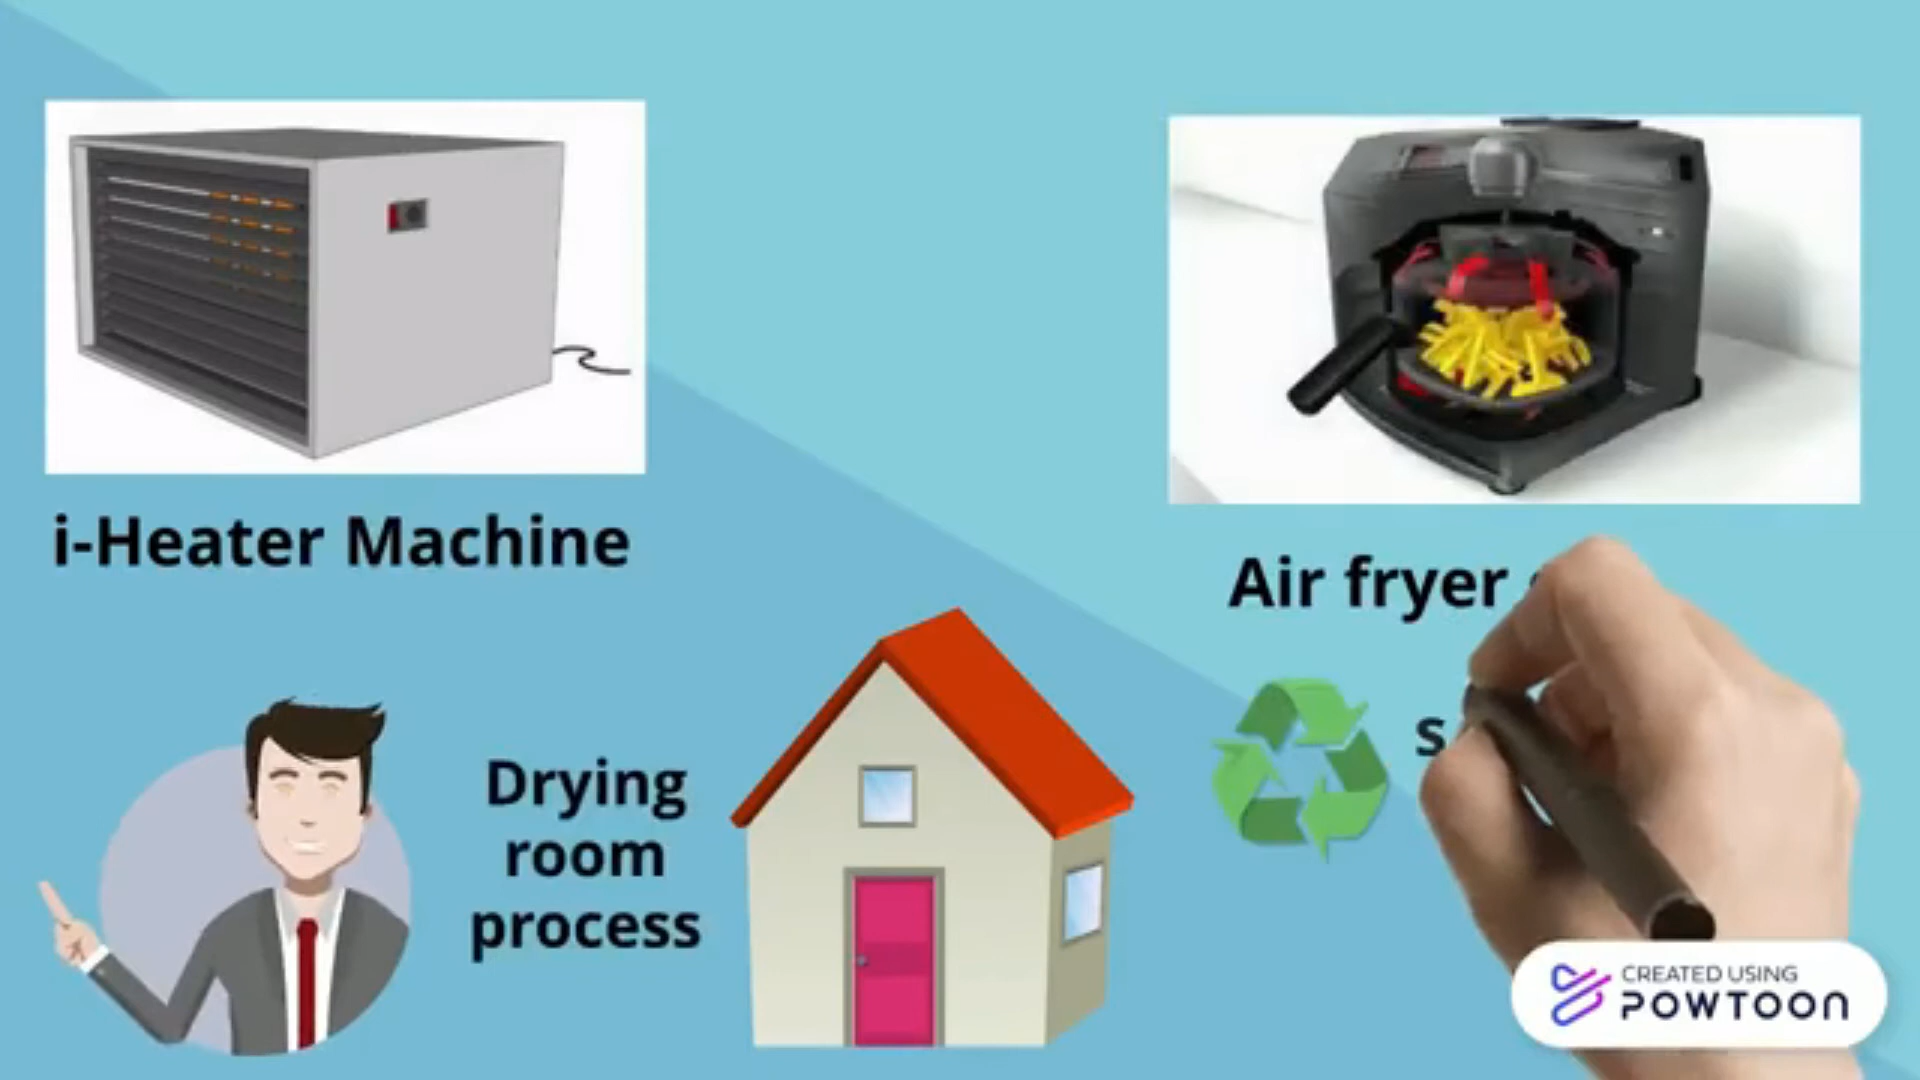 i-Heater Machine
Air fryer
Drying
room
process
CREATED USING
POWTOON